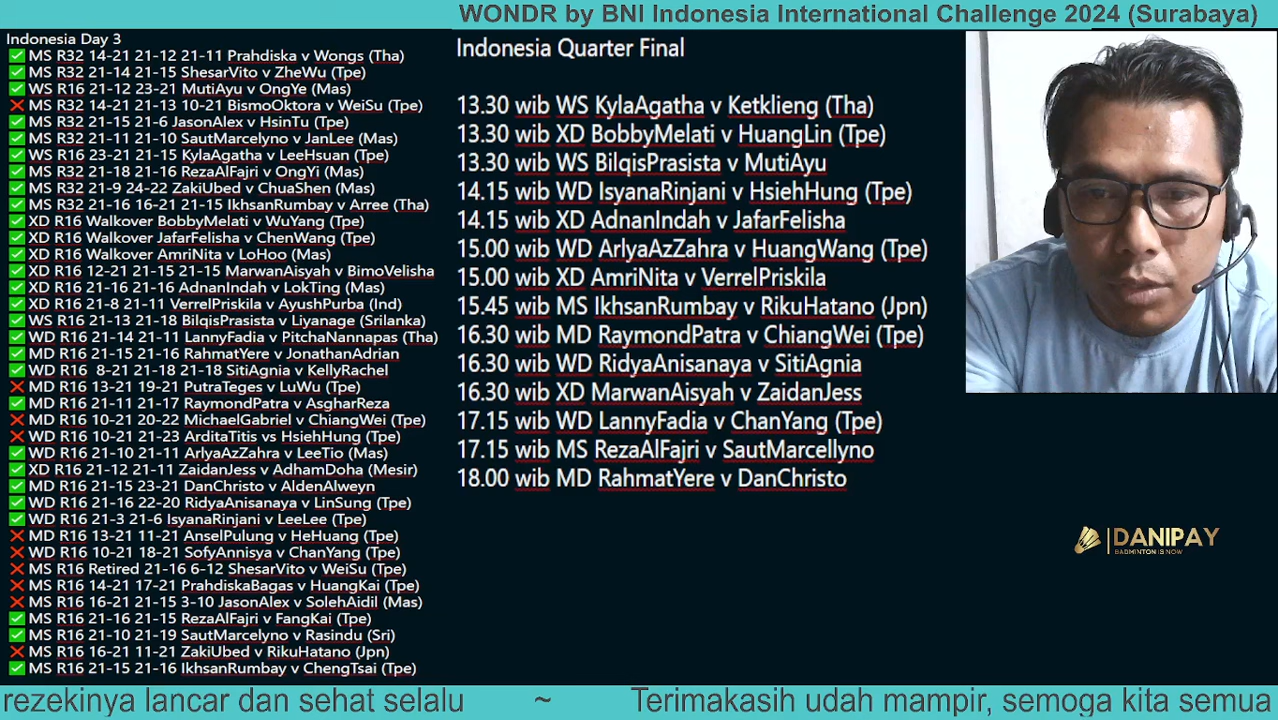 WONDR by BNI Indonesia International Challenge 2024 (Surabaya)
Indonesia Day 3
✅ MS R32 14-21 21-12 21-11 Prahdiska v Wongs (Tha)
✅ MS R32 21-14 21-15 ShesarVito v ZheWu (Tpe)
✅ WS R16 21-12 23-21 MutiAyu v OngYe (Mas)
❌ MS R32 14-21 21-13 10-21 BismoOktora v WeiSu (Tpe)
✅ MS R32 21-15 21-6 JasonAlex v HsinTu (Tpe)
✅ MS R32 21-11 21-10 SautMarcelyno v JanLee (Mas)
✅ WS R16 23-21 21-15 KylaAgatha v LeeHsuan (Tpe)
✅ MS R32 21-18 21-16 RezaAlFajri v OngYi (Mas)
✅ MS R32 21-9 24-22 ZakiUbed v ChuaShen (Mas)
✅ MS R32 21-16 16-21 21-15 IkhsanRumbay v Arree (Tha)
✅ XD R16 Walkover BobbyMelati v WuYang (Tpe)
✅ XD R16 Walkover JafarFelisha v ChenWang (Tpe)
✅ XD R16 Walkover AmriNita v LoHoo (Mas)
✅ XD R16 12-21 21-15 21-15 MarwanAisyah v BimoVelisha
✅ XD R16 21-16 21-16 AdnanIndah v LokTing (Mas)
✅ XD R16 21-8 21-11 VerrelPriskila v AyushPurba (Ind)
✅ WS R16 21-13 21-18 BilqisPrasista v Liyanage (Srilanka)
✅ WD R16 21-14 21-11 LannyFadia v PitchaNannapas (Tha)
✅ MD R16 21-15 21-16 RahmatYere v JonathanAdrian
✅ WD R16  8-21 21-18 21-18 SitiAgnia v KellyRachel
❌ MD R16 13-21 19-21 PutraTeges v LuWu (Tpe)
✅ MD R16 21-11 21-17 RaymondPatra v AsgharReza
❌ MD R16 10-21 20-22 MichaelGabriel v ChiangWei (Tpe)
❌ WD R16 10-21 21-23 ArditaTitis vs HsiehHung (Tpe)
✅ WD R16 21-10 21-11 ArlyaAzZahra v LeeTio (Mas)
✅ XD R16 21-12 21-11 ZaidanJess v AdhamDoha (Mesir)
✅ MD R16 21-15 23-21 DanChristo v AldenAlweyn
✅ WD R16 21-16 22-20 RidyaAnisanaya v LinSung (Tpe)
✅ WD R16 21-3 21-6 IsyanaRinjani v LeeLee (Tpe)
❌ MD R16 13-21 11-21 AnselPulung v HeHuang (Tpe)
❌ WD R16 10-21 18-21 SofyAnnisya v ChanYang (Tpe)
❌ MS R16 Retired 21-16 6-12 ShesarVito v WeiSu (Tpe)
❌ MS R16 14-21 17-21 PrahdiskaBagas v HuangKai (Tpe)
❌ MS R16 16-21 21-15 3-10 JasonAlex v SolehAidil (Mas)
✅ MS R16 21-16 21-15 RezaAlFajri v FangKai (Tpe)
✅ MS R16 21-10 21-19 SautMarcelyno v Rasindu (Sri)
❌ MS R16 16-21 11-21 ZakiUbed v RikuHatano (Jpn)
✅ MS R16 21-15 21-16 IkhsanRumbay v ChengTsai (Tpe)
Indonesia Quarter Final
13.30 wib WS KylaAgatha v Ketklieng (Tha)
13.30 wib XD BobbyMelati v HuangLin (Tpe)
13.30 wib WS BilqisPrasista v MutiAyu
14.15 wib WD IsyanaRinjani v HsiehHung (Tpe)
14.15 wib XD AdnanIndah v JafarFelisha
15.00 wib WD ArlyaAzZahra v HuangWang (Tpe)
15.00 wib XD AmriNita v VerrelPriskila
15.45 wib MS IkhsanRumbay v RikuHatano (Jpn)
16.30 wib MD RaymondPatra v ChiangWei (Tpe)
16.30 wib WD RidyaAnisanaya v SitiAgnia
16.30 wib XD MarwanAisyah v ZaidanJess
17.15 wib WD LannyFadia v ChanYang (Tpe)
17.15 wib MS RezaAlFajri v SautMarcellyno
18.00 wib MD RahmatYere v DanChristo
DANIPAY
BADMINTON IS NOW
rezekinya lancar dan sehat selalu ~ Terimakasih udah mampir, semoga kita semua